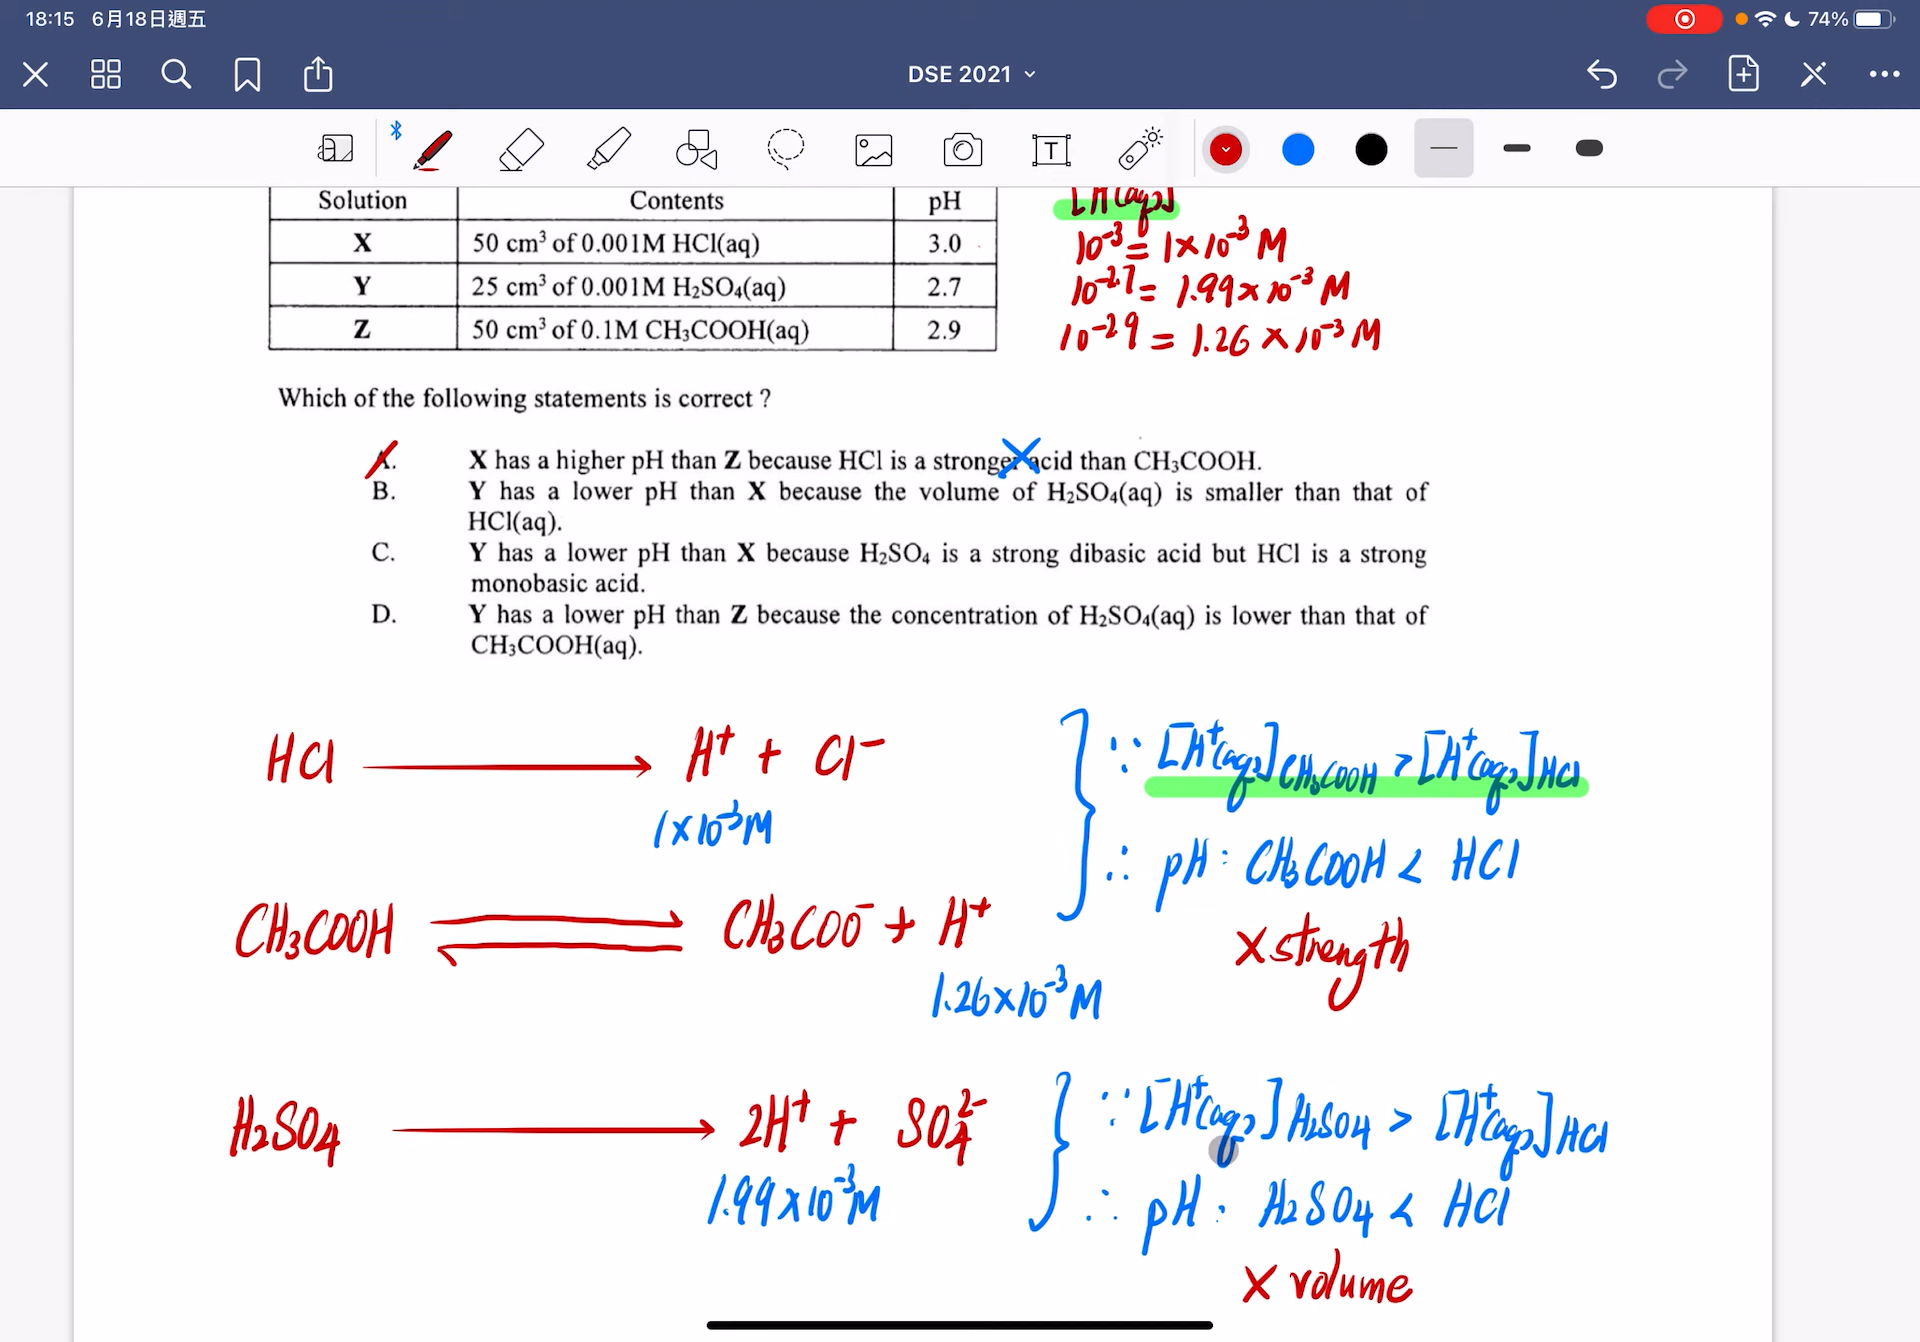 18:15 6月18日週五
74%
DSE 2021
Solution Contents pH
X 50 cm³ of 0.001M HCl(aq) 3.0
Y 25 cm³ of 0.001M H₂SO₄(aq) 2.7
Z 50 cm³ of 0.1M CH₃COOH(aq) 2.9
10⁻³ = 1×10⁻³ M
10⁻²·⁷ = 1.99×10⁻³ M
10⁻²·⁹ = 1.26×10⁻³ M
Which of the following statements is correct ?
A. X has a higher pH than Z because HCl is a stronger acid than CH₃COOH.
B. Y has a lower pH than X because the volume of H₂SO₄(aq) is smaller than that of
HCl(aq).
C. Y has a lower pH than X because H₂SO₄ is a strong dibasic acid but HCl is a strong
monobasic acid.
D. Y has a lower pH than Z because the concentration of H₂SO₄(aq) is lower than that of
CH₃COOH(aq).
HCl ⟶ H⁺ + Cl⁻
1×10⁻³M
∵ [H⁺(aq)]CH₃COOH > [H⁺(aq)]HCl
∴ pH : CH₃COOH < HCl
CH₃COOH ⇌ CH₃COO⁻ + H⁺
1.26×10⁻³M
X strength
H₂SO₄ ⟶ 2H⁺ + SO₄²⁻
1.99×10⁻³M
∵ [H⁺(aq)]H₂SO₄ > [H⁺(aq)]HCl
∴ pH : H₂SO₄ < HCl
X volume